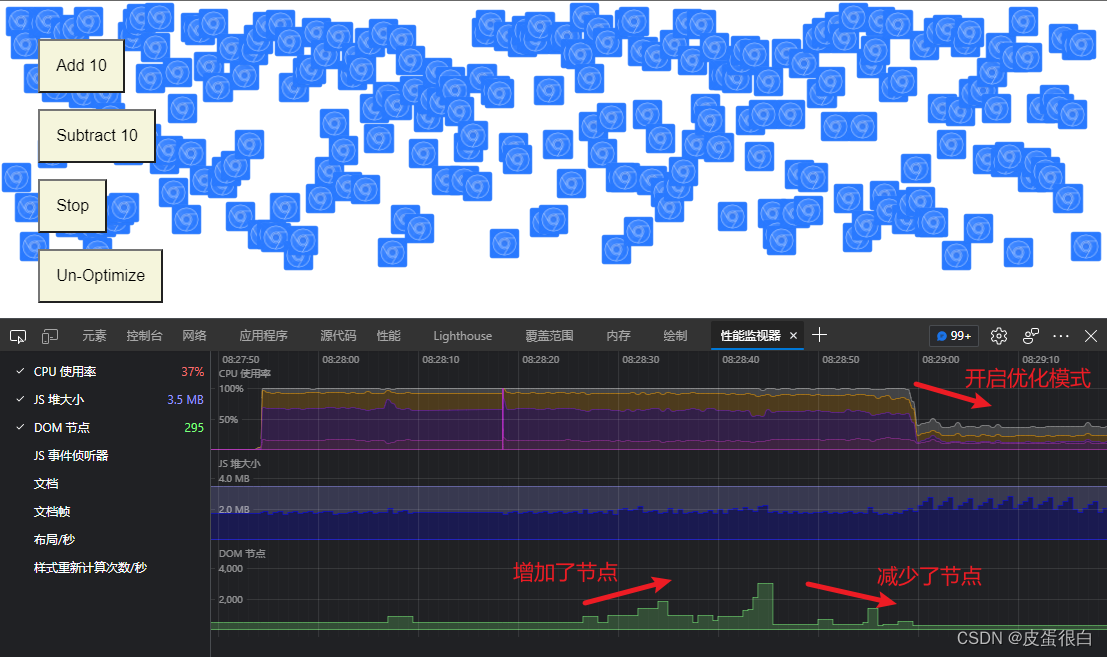 Add 10
Subtract 10
Stop
Un-Optimize
元素 控制台 网络 应用程序 源代码 性能 Lighthouse 覆盖范围 内存 绘制 性能监视器 × + 99+
CPU 使用率 37%
JS 堆大小 3.5 MB
DOM 节点 295
JS 事件侦听器
文档
文档帧
布局/秒
样式重新计算次数/秒
08:27:50 08:28:00 08:28:10 08:28:20 08:28:30 08:28:40 08:28:50 08:29:00 08:29:10
CPU 使用率
100%
50%
开启优化模式
JS 堆大小
4.0 MB
2.0 MB
DOM 节点
4,000
2,000
增加了节点
减少了节点
CSDN @皮蛋很白